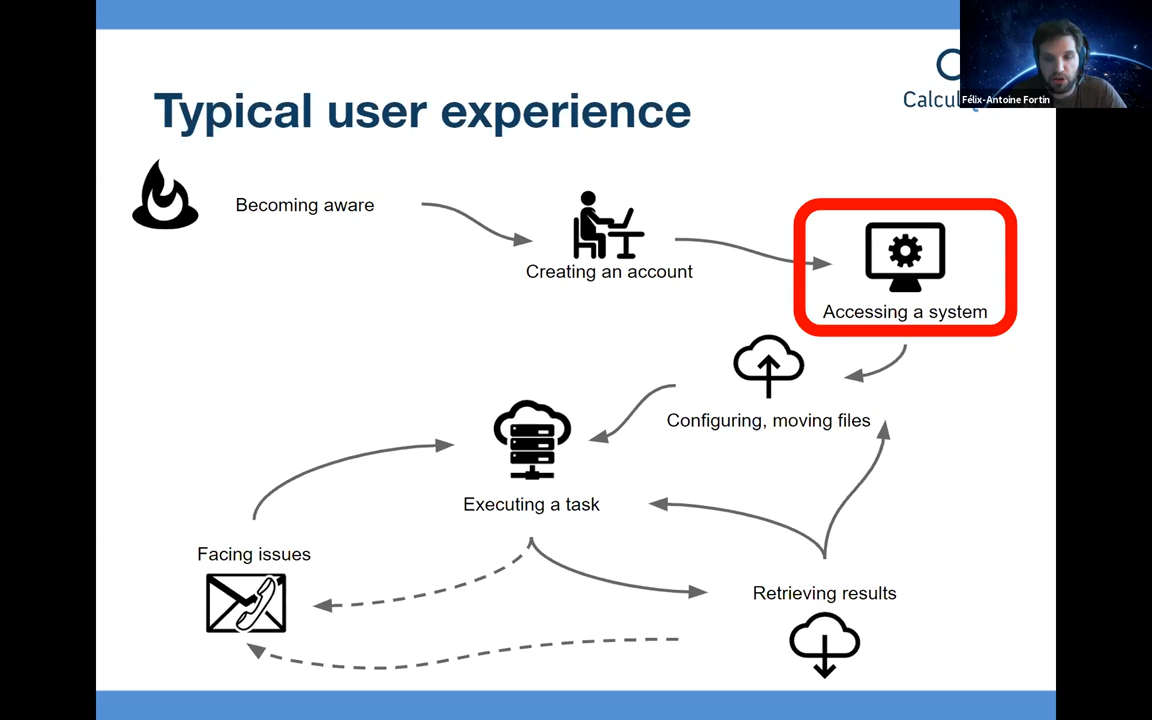 Typical user experience
Calcul
Félix-Antoine Fortin
Becoming aware
Creating an account
Accessing a system
Configuring, moving files
Executing a task
Facing issues
Retrieving results